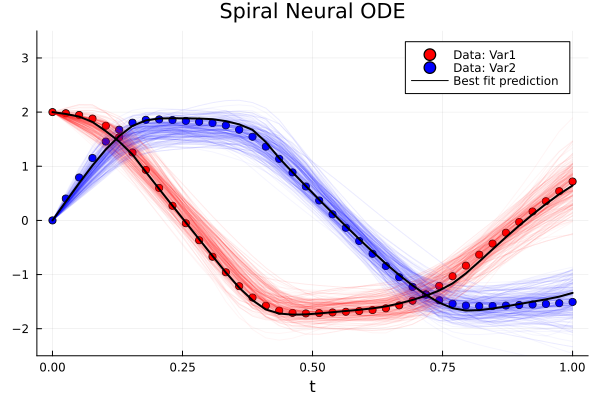 Spiral Neural ODE
Data: Var1
Data: Var2
Best fit prediction
3
2
1
0
−1
−2
0.00 0.25 0.50 0.75 1.00
t